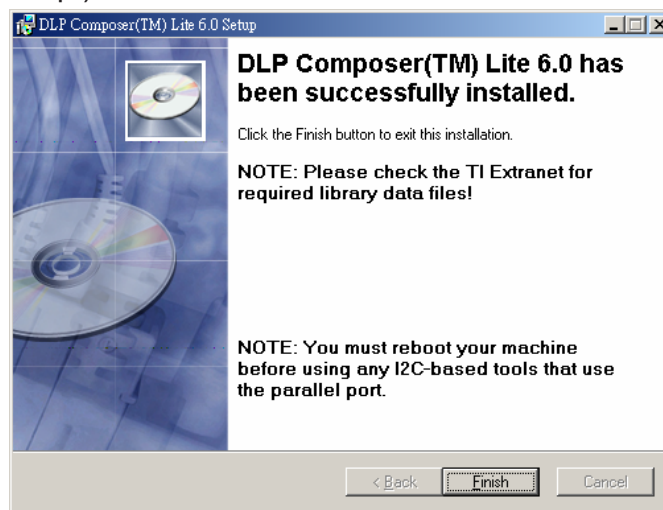 DLP Composer(TM) Lite 6.0 Setup
DLP Composer(TM) Lite 6.0 has
been successfully installed.
Click the Finish button to exit this installation.
NOTE: Please check the TI Extranet for
required library data files!
NOTE: You must reboot your machine
before using any I2C-based tools that use
the parallel port.
< Back
Finish
Cancel